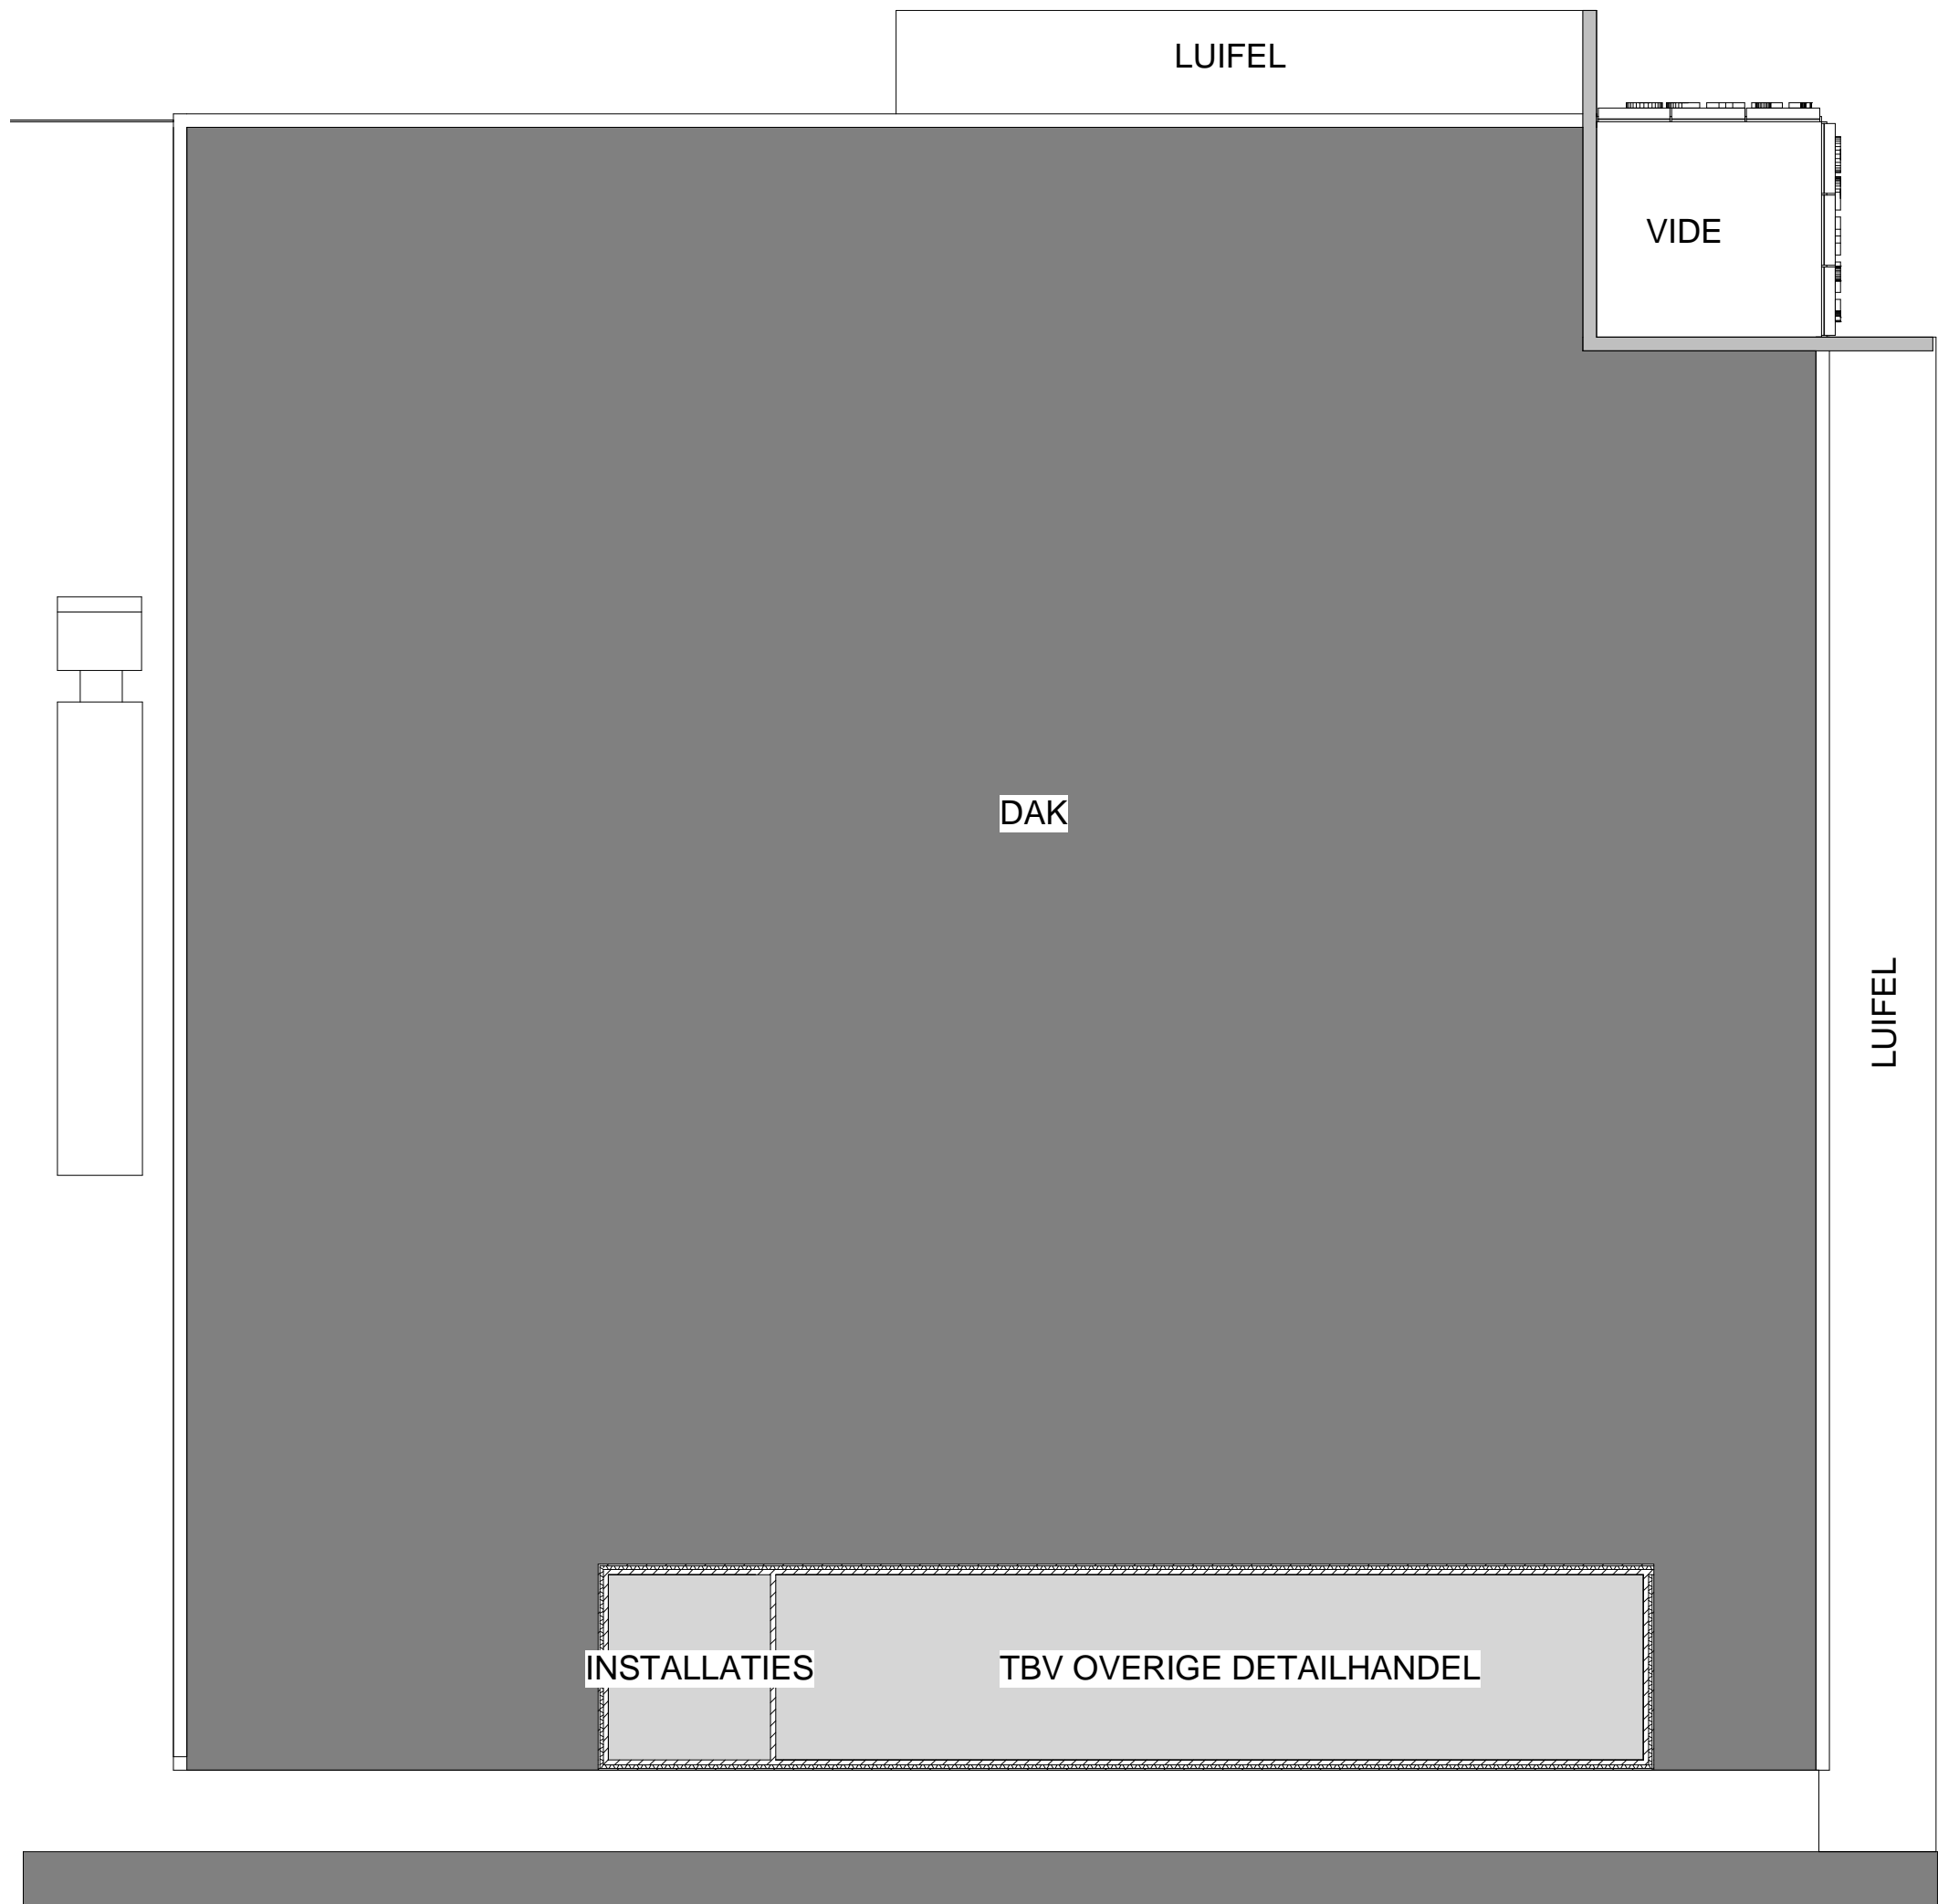 LUIFEL
VIDE
DAK
LUIFEL
INSTALLATIES
TBV OVERIGE DETAILHANDEL